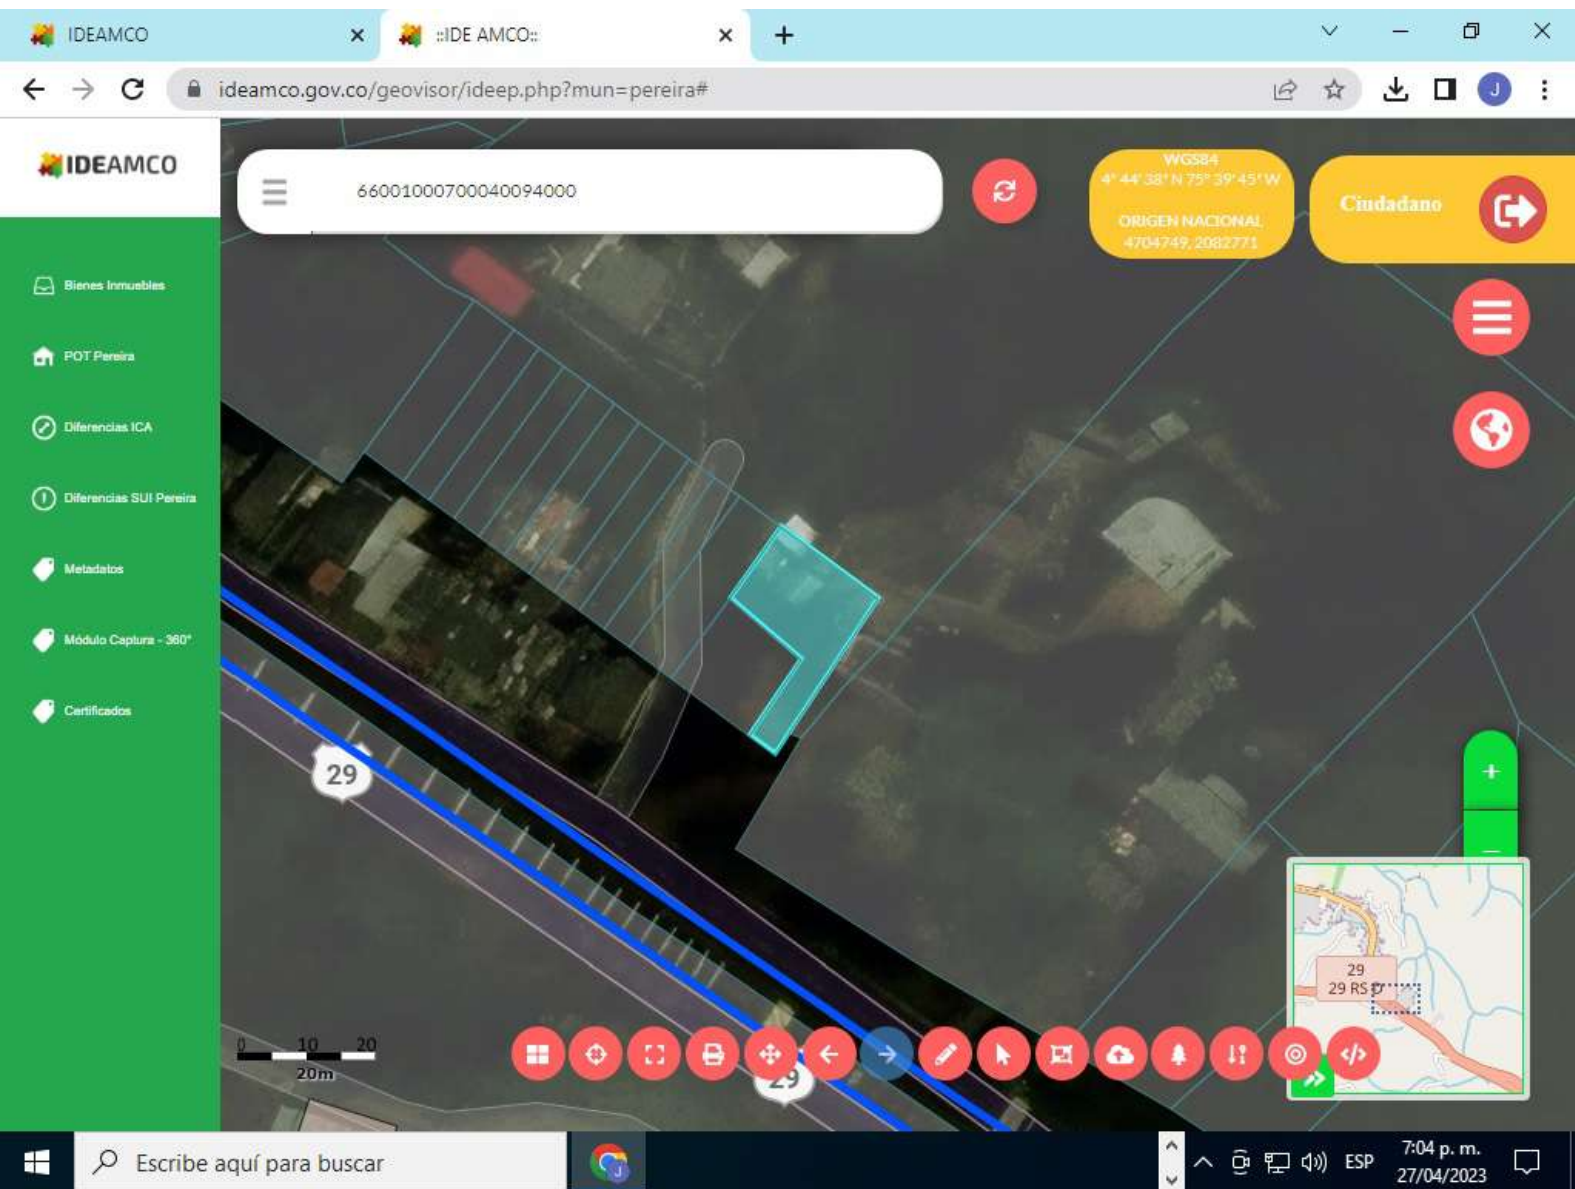 IDEAMCO
::IDE AMCO::
ideamco.gov.co/geovisor/ideep.php?mun=pereira#
J
IDEAMCO
66001000700040094000
WGS84
4° 44' 38" N 75° 39' 45" W
ORIGEN NACIONAL
4704749, 2082771
Ciudadano
Bienes Inmuebles
POT Pereira
Diferencias ICA
Diferencias SUI Pereira
Metadatos
Módulo Captura - 360°
Certificados
29
+
−
29
29 RS D
0 10 20
20m
29
Escribe aquí para buscar
ESP
7:04 p. m.
27/04/2023